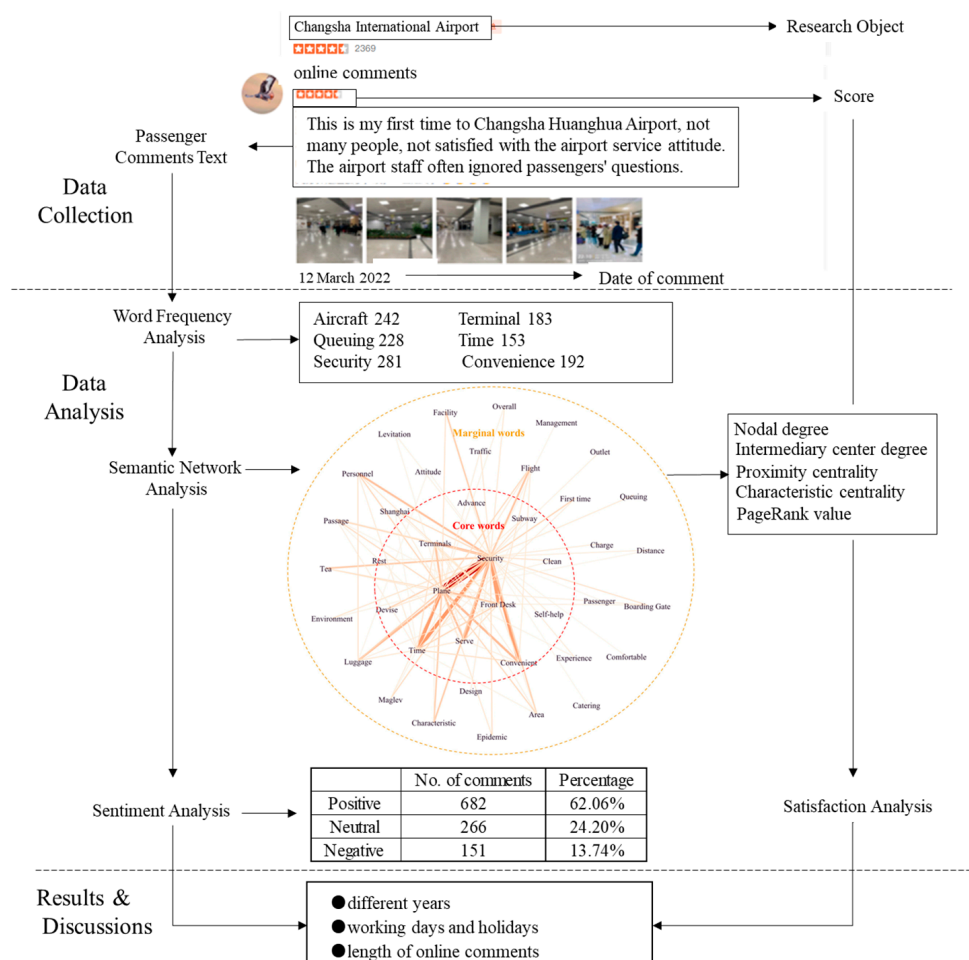 Changsha International Airport
Research Object
2369
online comments
Score
Passenger
Comments Text
This is my first time to Changsha Huanghua Airport, not
many people, not satisfied with the airport service attitude.
The airport staff often ignored passengers' questions.
Data
Collection
12 March 2022
Date of comment
Word Frequency
Analysis
Aircraft 242 Terminal 183
Queuing 228 Time 153
Security 281 Convenience 192
Data
Analysis
Semantic Network
Analysis
Facility
Overall
Management
Levitation
Marginal words
Traffic
Outlet
Personnel
Attitude
Flight
Advance
First time
Queuing
Shanghai
Passage
Core words
Subway
Terminals
Charge
Distance
Rest
Security
Clean
Tea
Plane
Devise
Front Desk
Passenger
Boarding Gate
Environment
Self-help
Time
Serve
Luggage
Convenient
Experience
Comfortable
Maglev
Design
Catering
Characteristic
Area
Epidemic
Nodal degree
Intermediary center degree
Proximity centrality
Characteristic centrality
PageRank value
Sentiment Analysis
No. of comments Percentage
Positive 682 62.06%
Neutral 266 24.20%
Negative 151 13.74%
Satisfaction Analysis
Results &
Discussions
●different years
●working days and holidays
●length of online comments